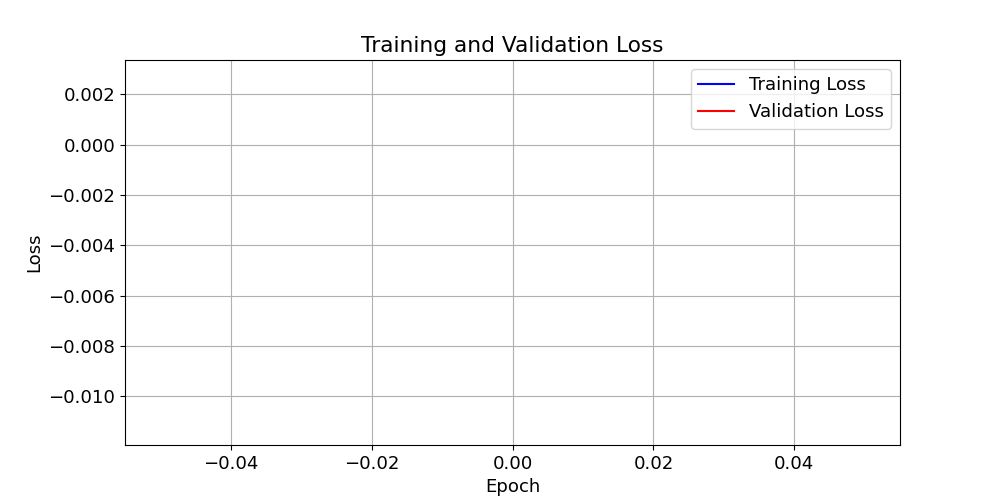 Training and Validation Loss
Training Loss
Validation Loss
0.002
0.000
−0.002
−0.004
−0.006
−0.008
−0.010
Loss
−0.04
−0.02
0.00
0.02
0.04
Epoch